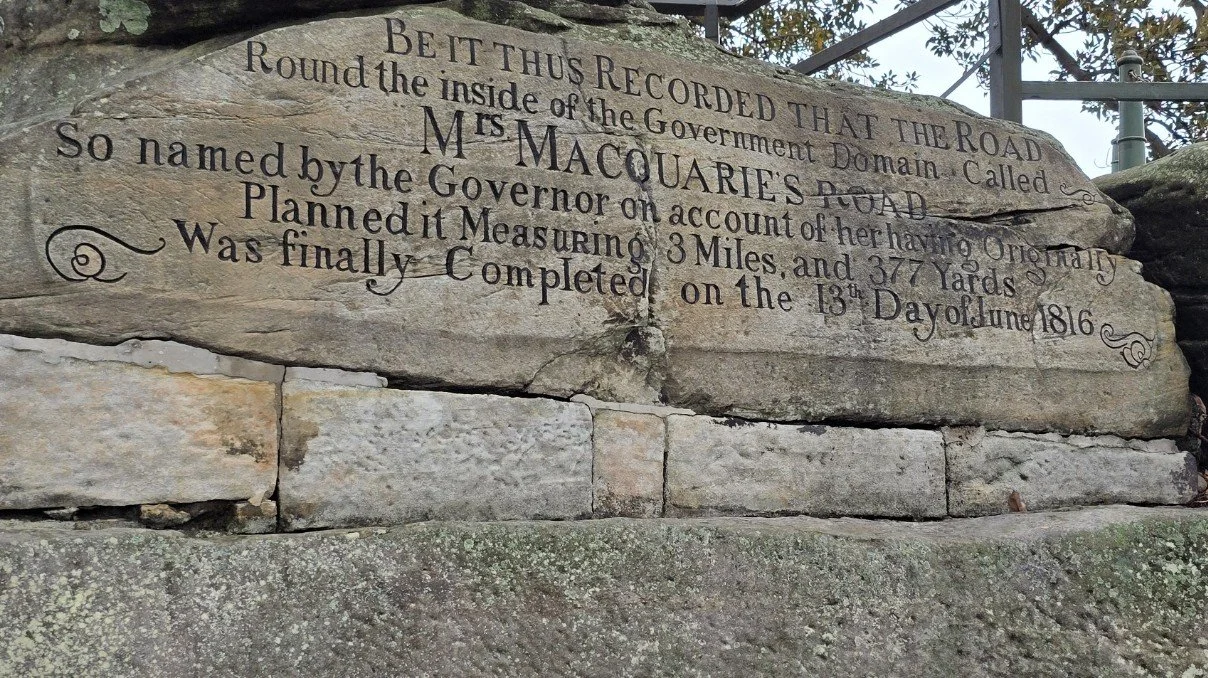 BE IT THUS RECORDED THAT THE ROAD
Round the inside of the Government Domain Called
Mrs MACQUARIE'S ROAD
So named by the Governor on account of her having Originally
Planned it Measuring 3 Miles, and 377 Yards
Was finally Completed on the 13th Day of June 1816